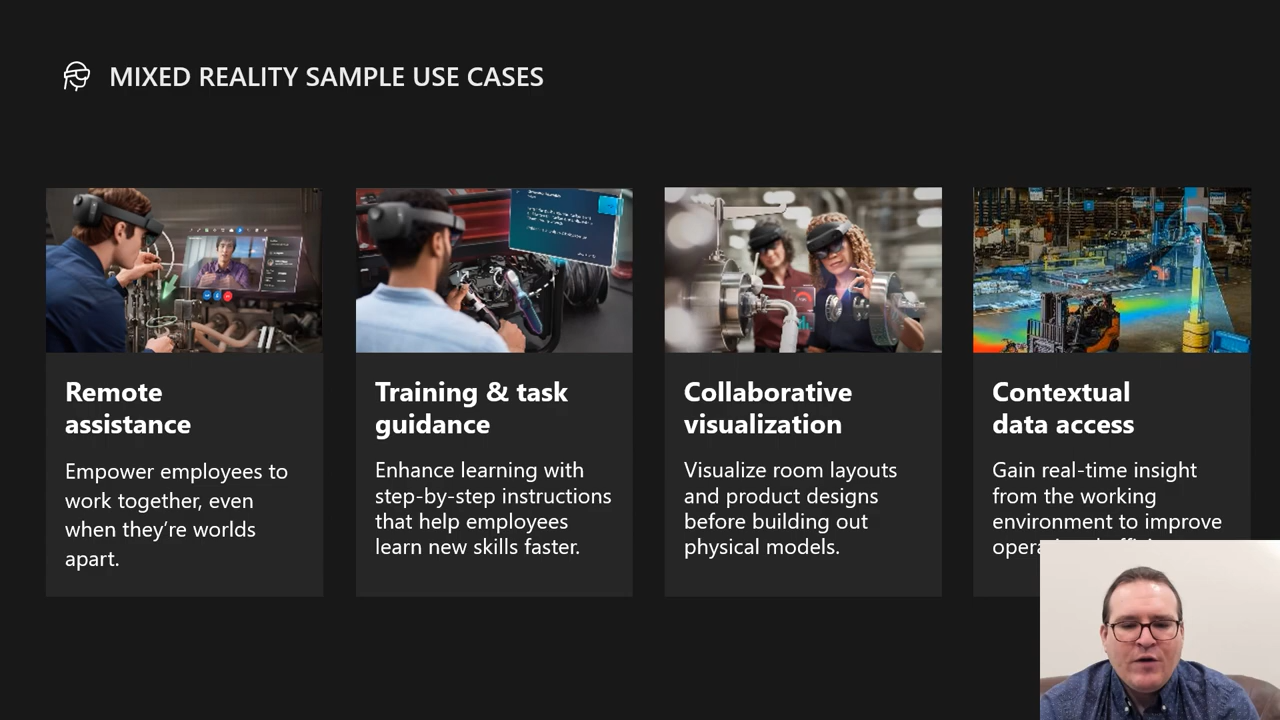 MIXED REALITY SAMPLE USE CASES
Remote
assistance
Empower employees to
work together, even
when they’re worlds
apart.
Training & task
guidance
Enhance learning with
step-by-step instructions
that help employees
learn new skills faster.
Collaborative
visualization
Visualize room layouts
and product designs
before building out
physical models.
Contextual
data access
Gain real-time insight
from the working
environment to improve